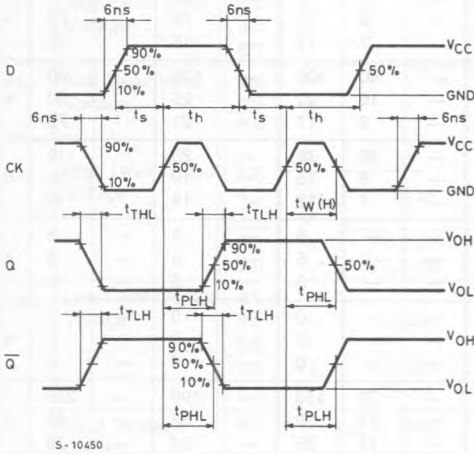 6ns 6ns
D
90%
50%
10%
50%
VCC
GND
ts th ts th
6ns 6ns
CK
90%
10%
50%
50%
VCC
GND
tW(H)
tTHL tTLH
Q
90%
50%
10%
50%
VOH
VOL
tPLH tPHL
tTLH tTLH
Q̅
90%
50%
10%
VOH
VOL
tPHL tPLH
S-10450